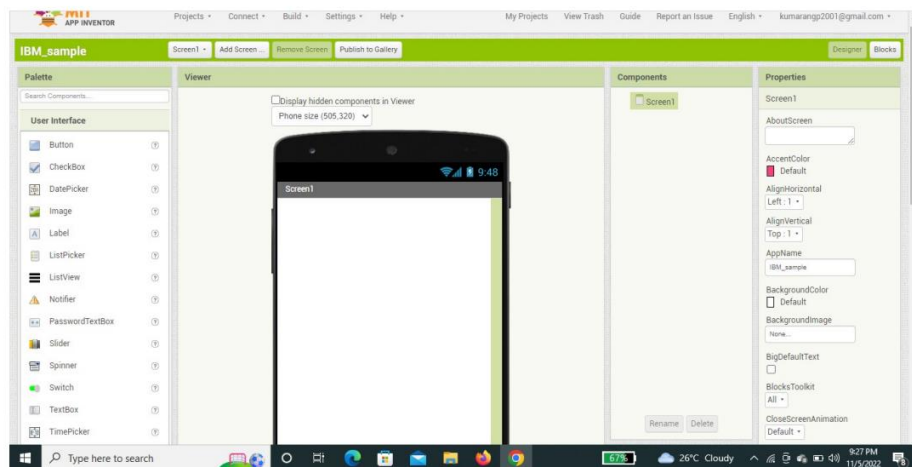 MIT
APP INVENTOR
Projects
Connect
Build
Settings
Help
My Projects
View Trash
Guide
Report an Issue
English
kumarangp2001@gmail.com
IBM_sample
Screen1
Add Screen ...
Remove Screen
Publish to Gallery
Designer
Blocks
Palette
Search Components...
User Interface
Button
CheckBox
DatePicker
Image
Label
ListPicker
ListView
Notifier
PasswordTextBox
Slider
Spinner
Switch
TextBox
TimePicker
Viewer
Display hidden components in Viewer
Phone size (505,320)
9:48
Screen1
Components
Screen1
Rename
Delete
Properties
Screen1
AboutScreen
AccentColor
Default
AlignHorizontal
Left : 1
AlignVertical
Top : 1
AppName
IBM_sample
BackgroundColor
Default
BackgroundImage
None...
BigDefaultText
BlocksToolkit
All
CloseScreenAnimation
Default
Type here to search
67%
26°C Cloudy
9:27 PM
11/5/2022